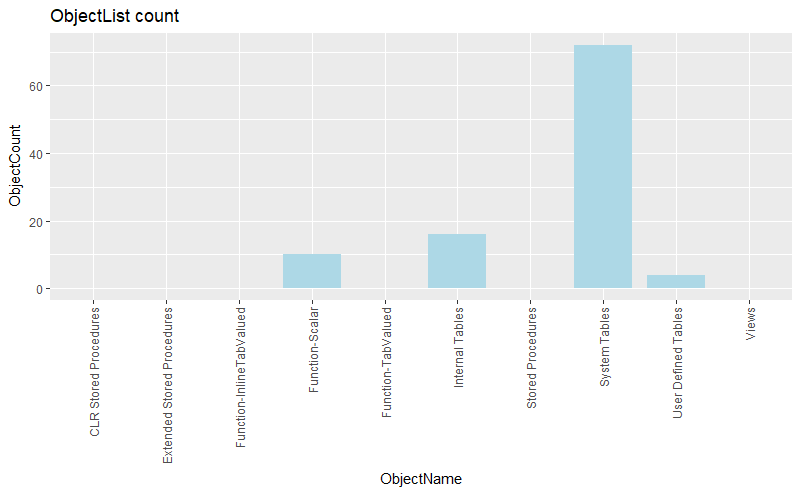 ObjectList count
ObjectCount
60
40
20
0
CLR Stored Procedures
Extended Stored Procedures
Function-InlineTabValued
Function-Scalar
Function-TabValued
Internal Tables
Stored Procedures
System Tables
User Defined Tables
Views
ObjectName